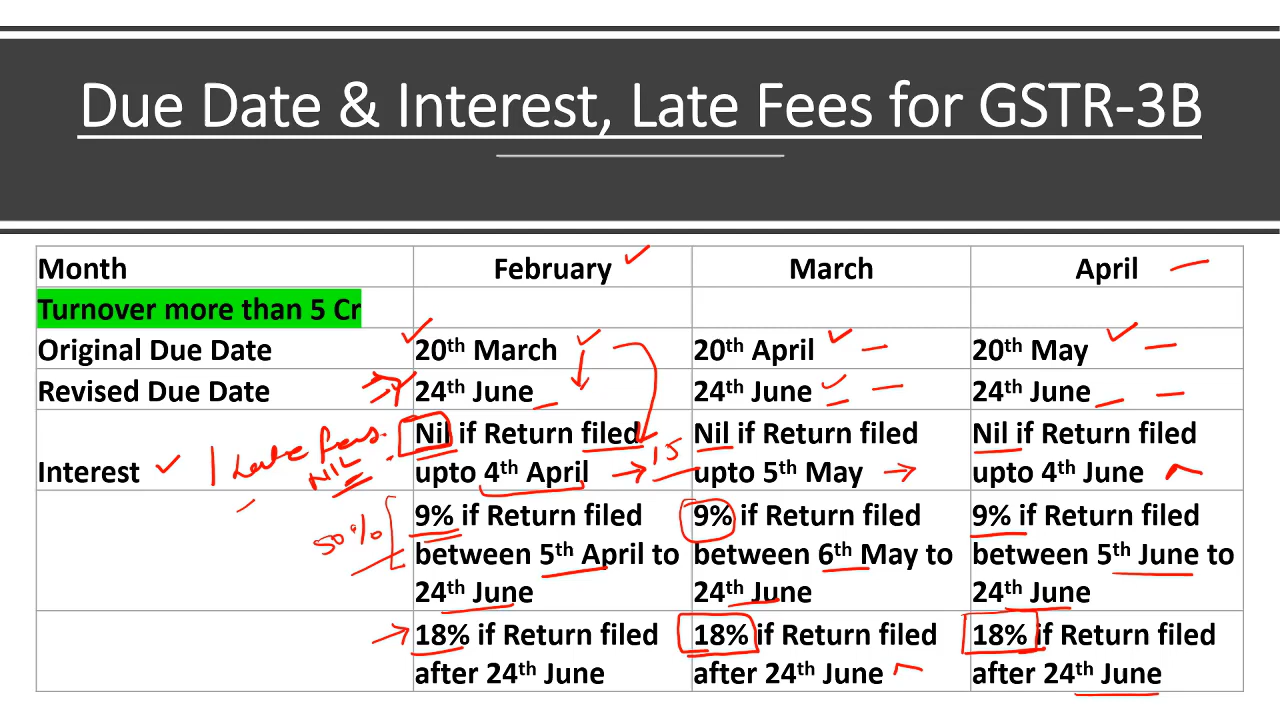 Due Date & Interest, Late Fees for GSTR-3B
Month February March April
Turnover more than 5 Cr
Original Due Date 20th March 20th April 20th May
Revised Due Date 24th June 24th June 24th June
Interest
Late fees.
NIL
Nil if Return filed
upto 4th April
15
Nil if Return filed
upto 5th May
Nil if Return filed
upto 4th June
50%
9% if Return filed
between 5th April to
24th June
9% if Return filed
between 6th May to
24th June
9% if Return filed
between 5th June to
24th June
18% if Return filed
after 24th June
18% if Return filed
after 24th June
18% if Return filed
after 24th June